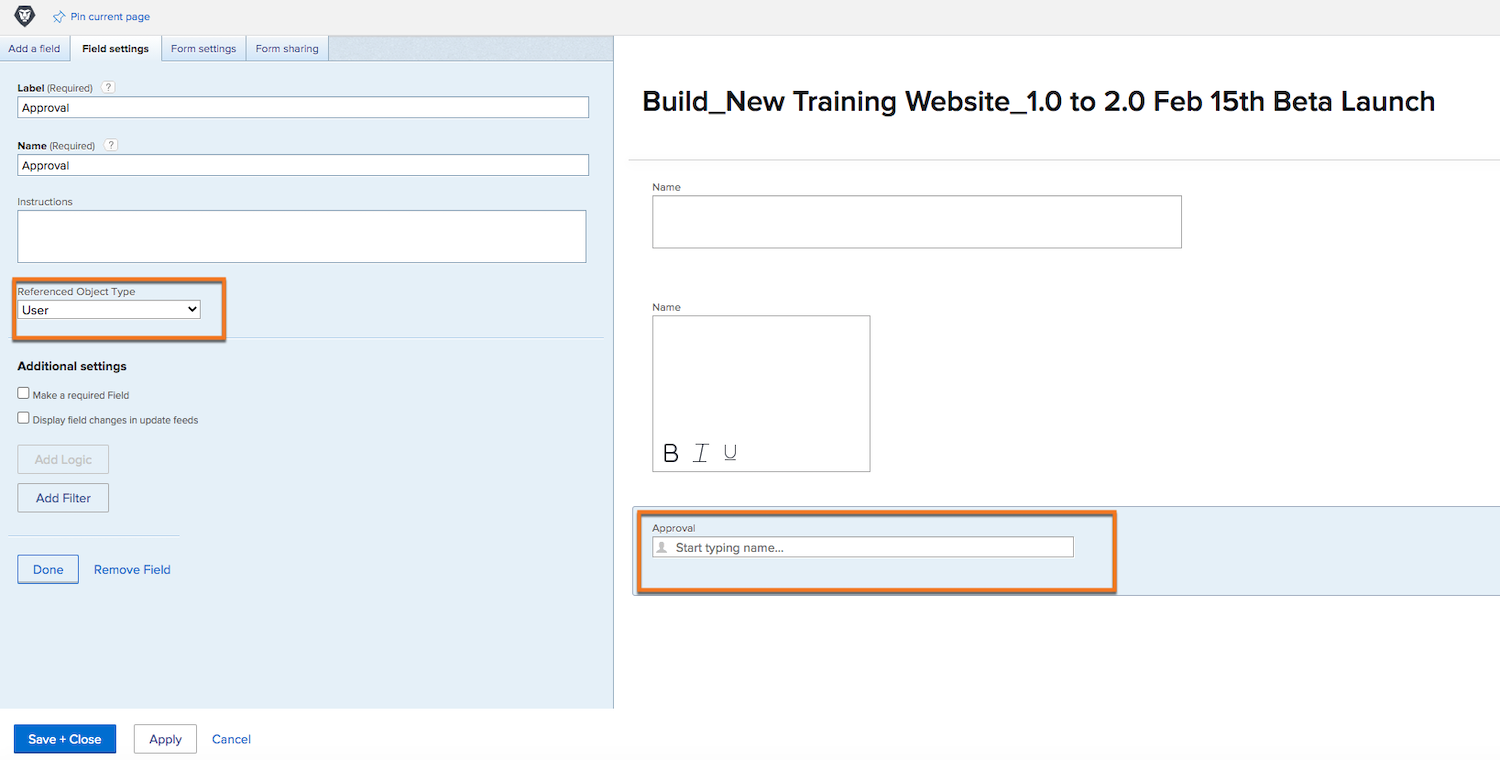 Pin current page
Add a field Field settings Form settings Form sharing
Label (Required) ?
Approval
Name (Required) ?
Approval
Instructions
Referenced Object Type
User
Additional settings
Make a required Field
Display field changes in update feeds
Add Logic
Add Filter
Done Remove Field
Save + Close Apply Cancel
Build_New Training Website_1.0 to 2.0 Feb 15th Beta Launch
Name
Name
B I U
Approval
Start typing name...